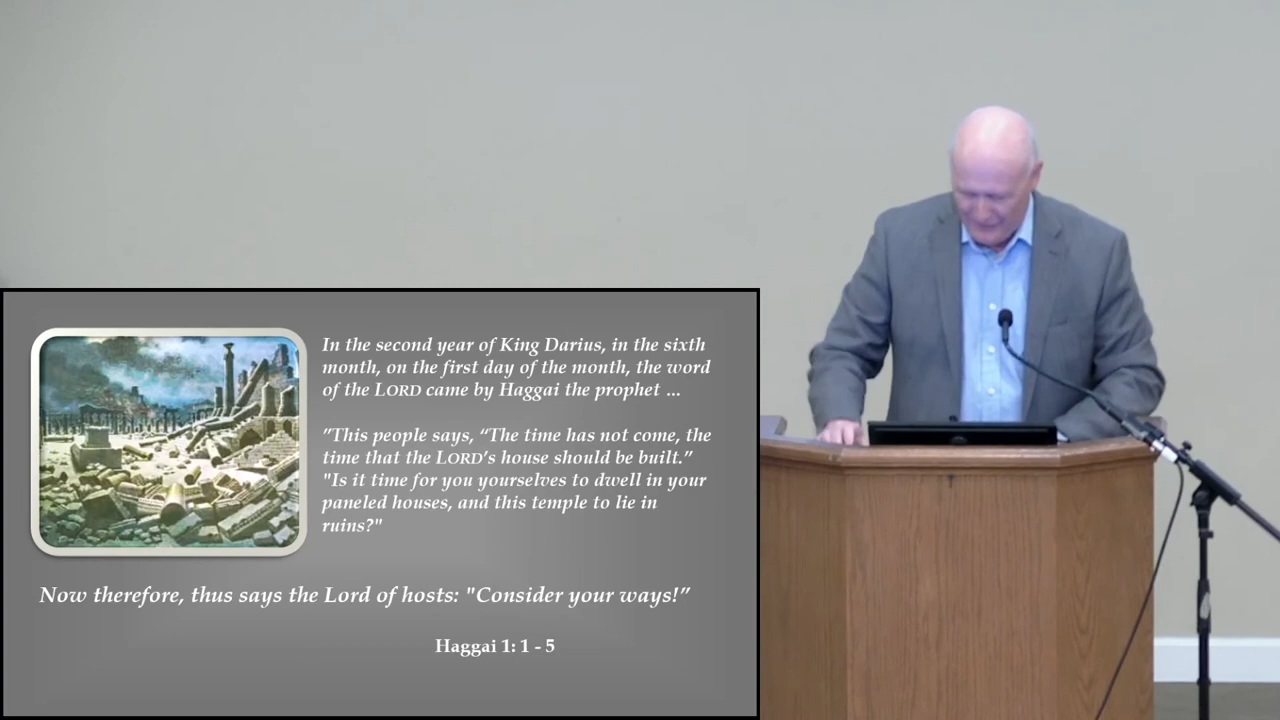 In the second year of King Darius, in the sixth
month, on the first day of the month, the word
of the LORD came by Haggai the prophet ...
”This people says, “The time has not come, the
time that the LORD’s house should be built.”
"Is it time for you yourselves to dwell in your
paneled houses, and this temple to lie in
ruins?"
Now therefore, thus says the Lord of hosts: "Consider your ways!”
Haggai 1: 1 - 5